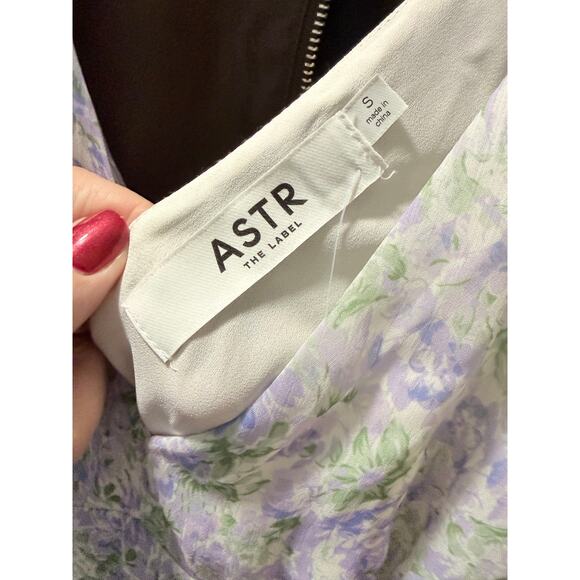 ASTR
THE LABEL
S
made in
china